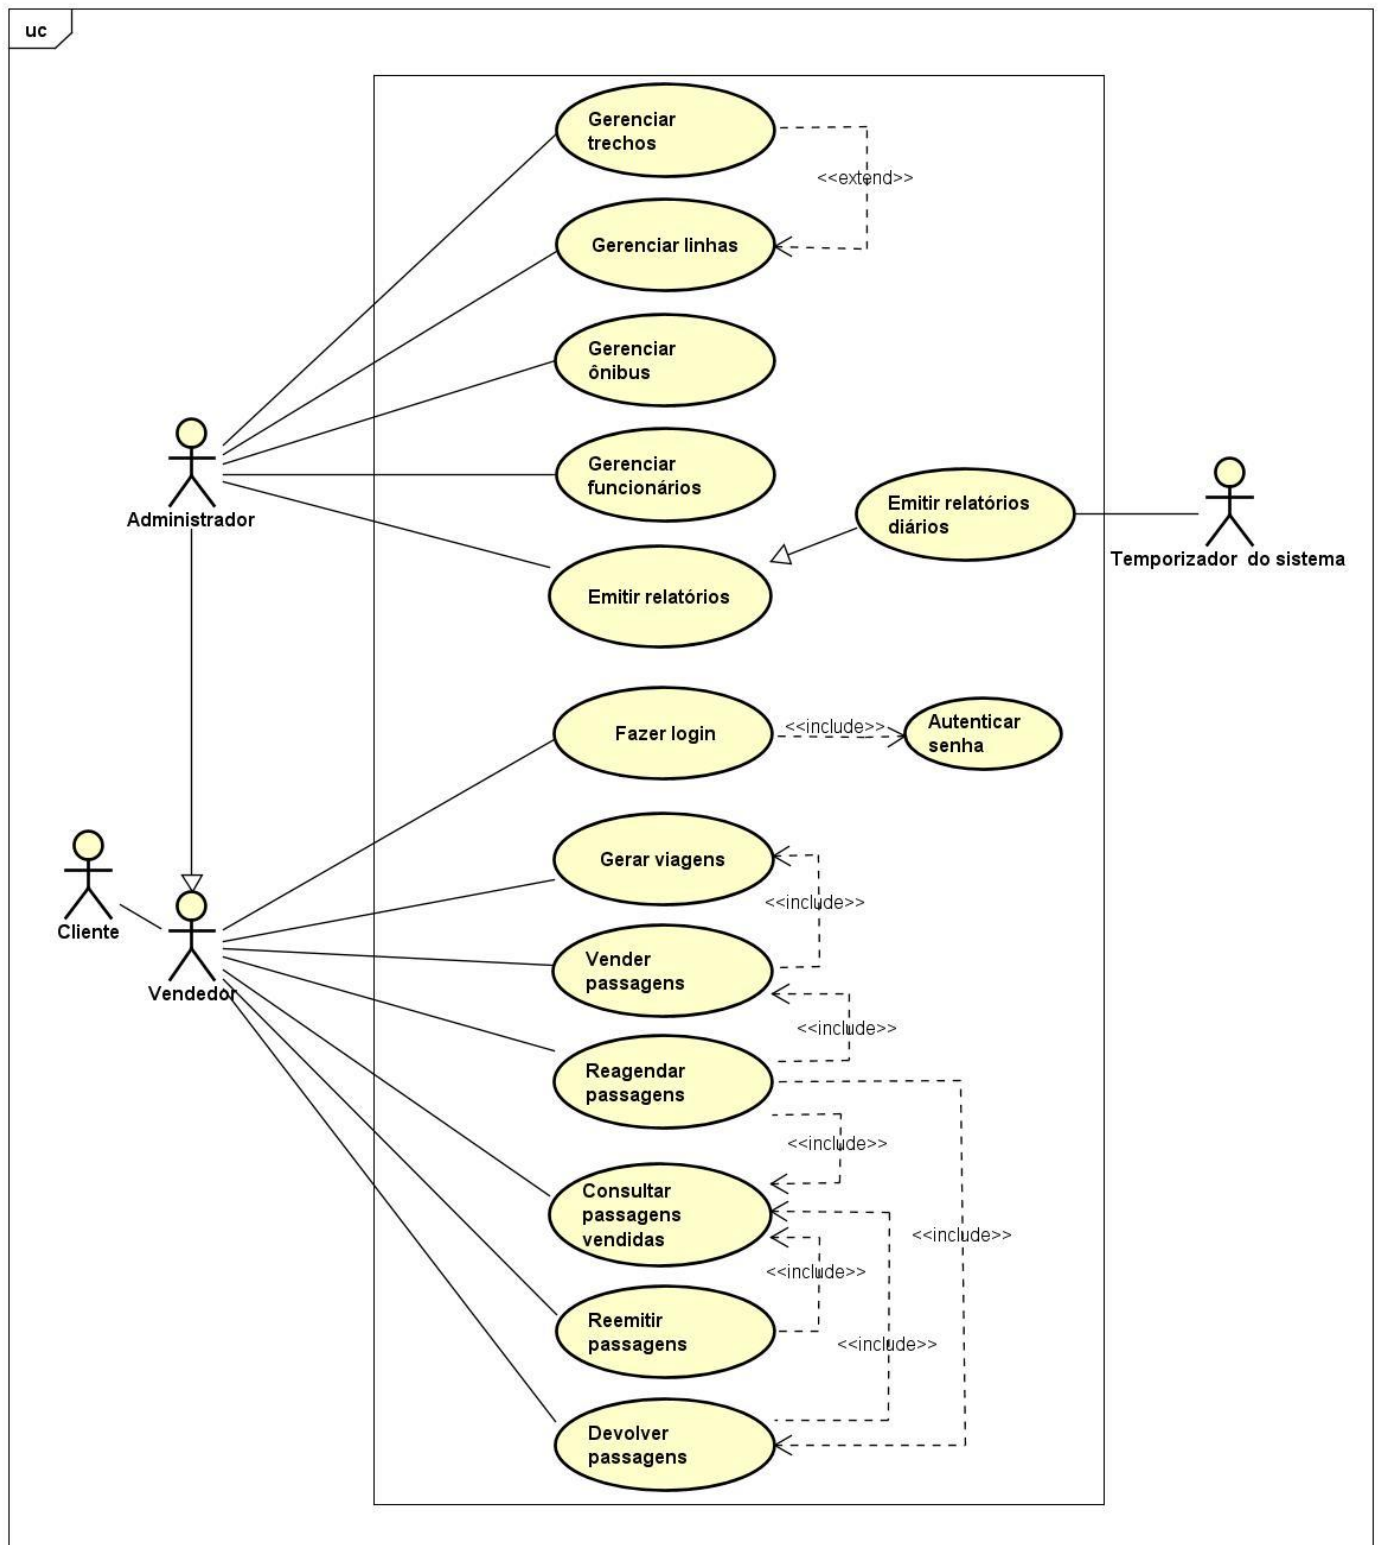 uc
Gerenciar
trechos
<<extend>>
Gerenciar linhas
Gerenciar
ônibus
Gerenciar
funcionários
Administrador
Emitir relatórios
diários
Temporizador do sistema
Emitir relatórios
Fazer login
<<include>>
Autenticar
senha
Gerar viagens
<<include>>
Cliente
Vendedor
Vender
passagens
<<include>>
Reagendar
passagens
<<include>>
Consultar
passagens
vendidas
<<include>>
<<include>>
Reemitir
passagens
<<include>>
Devolver
passagens